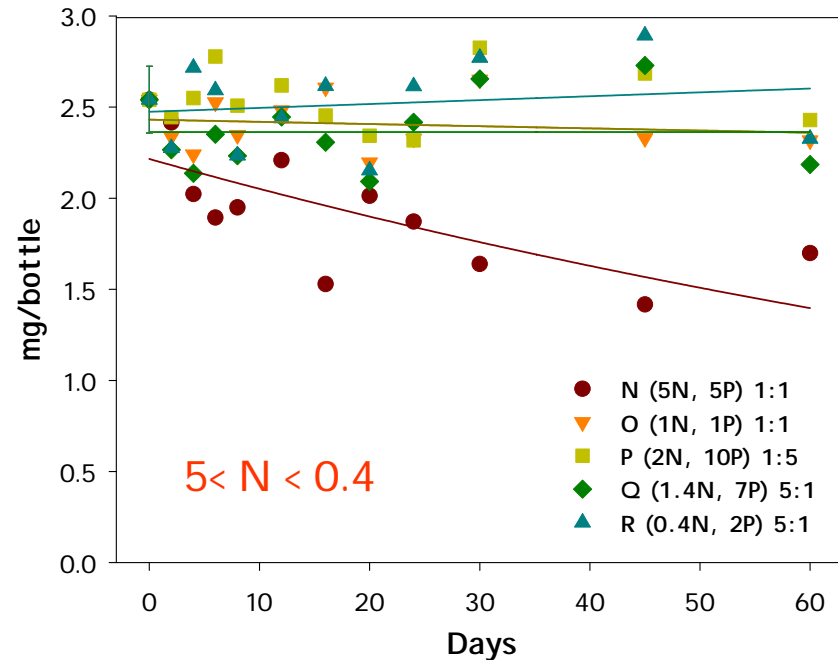 3.0
2.5
2.0
1.5
1.0
0.5
0.0
mg/bottle
N (5N, 5P) 1:1
O (1N, 1P) 1:1
P (2N, 10P) 1:5
Q (1.4N, 7P) 5:1
R (0.4N, 2P) 5:1
5< N < 0.4
0 10 20 30 40 50 60
Days